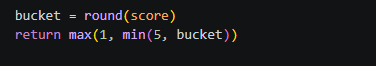 bucket = round(score)
return max(1, min(5, bucket))